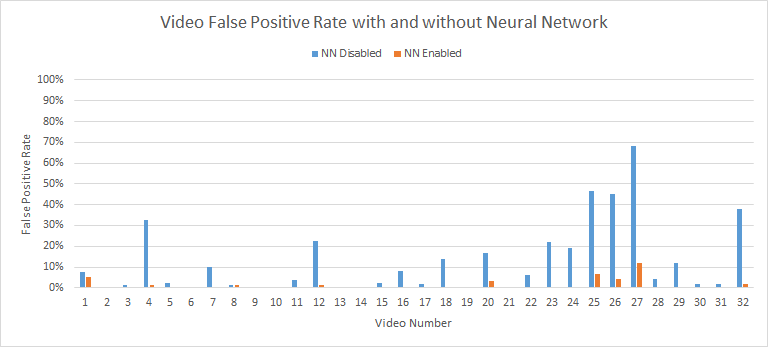 Video False Positive Rate with and without Neural Network
NN Disabled NN Enabled
100%
90%
80%
70%
60%
50%
40%
30%
20%
10%
0%
False Positive Rate
1 2 3 4 5 6 7 8 9 10 11 12 13 14 15 16 17 18 19 20 21 22 23 24 25 26 27 28 29 30 31 32
Video Number